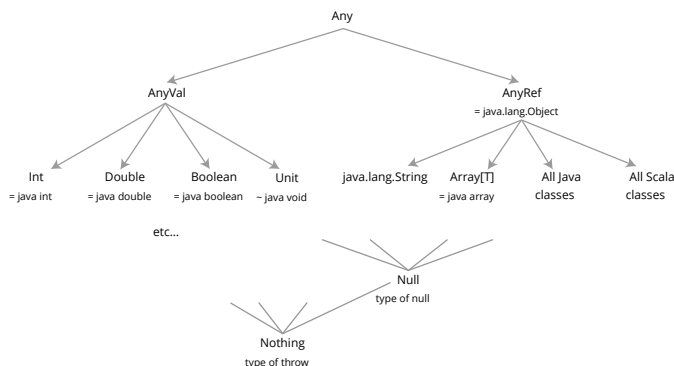 Any
AnyVal
AnyRef
= java.lang.Object
Int
= java int
Double
= java double
Boolean
= java boolean
Unit
~ java void
java.lang.String
Array[T]
= java array
All Java
classes
All Scala
classes
etc...
Null
type of null
Nothing
type of throw